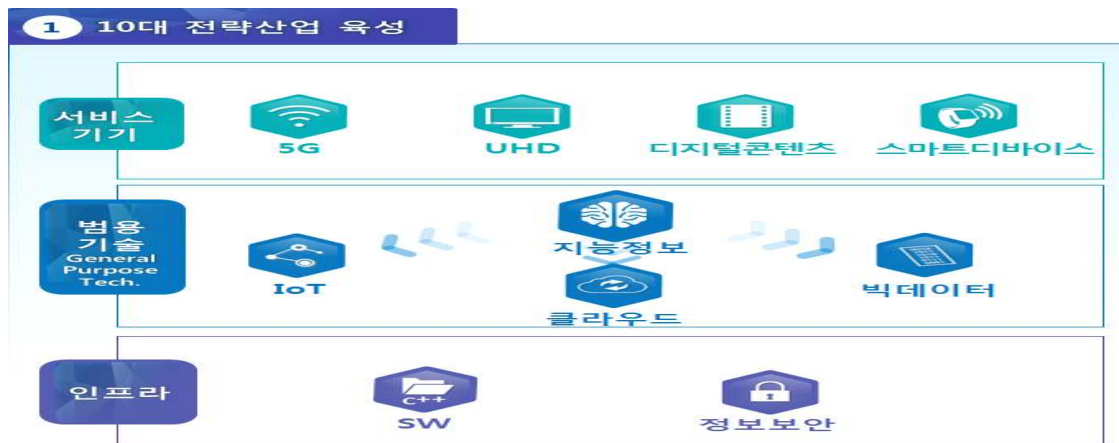 1 10대 전략산업 육성
서비스
기기
5G
UHD
디지털콘텐츠
스마트디바이스
범용
기술
General
Purpose
Tech.
지능정보
IoT
빅데이터
클라우드
인프라
C++
SW
정보보안